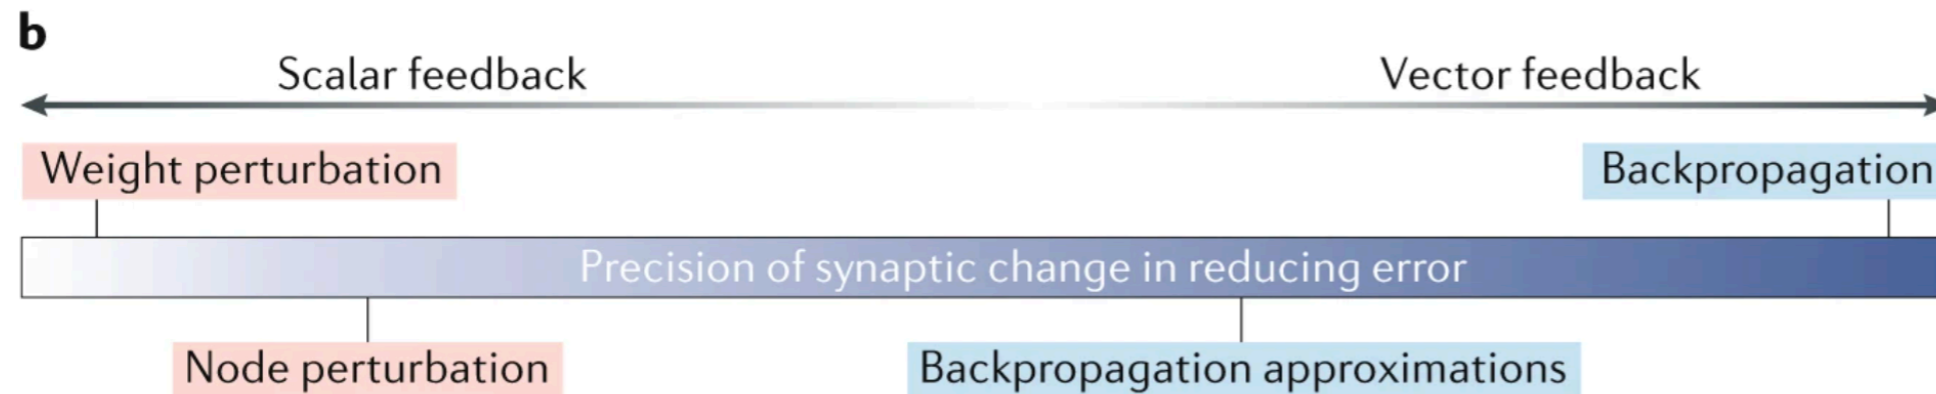 b
Scalar feedback
Vector feedback
Weight perturbation
Backpropagation
Precision of synaptic change in reducing error
Node perturbation
Backpropagation approximations